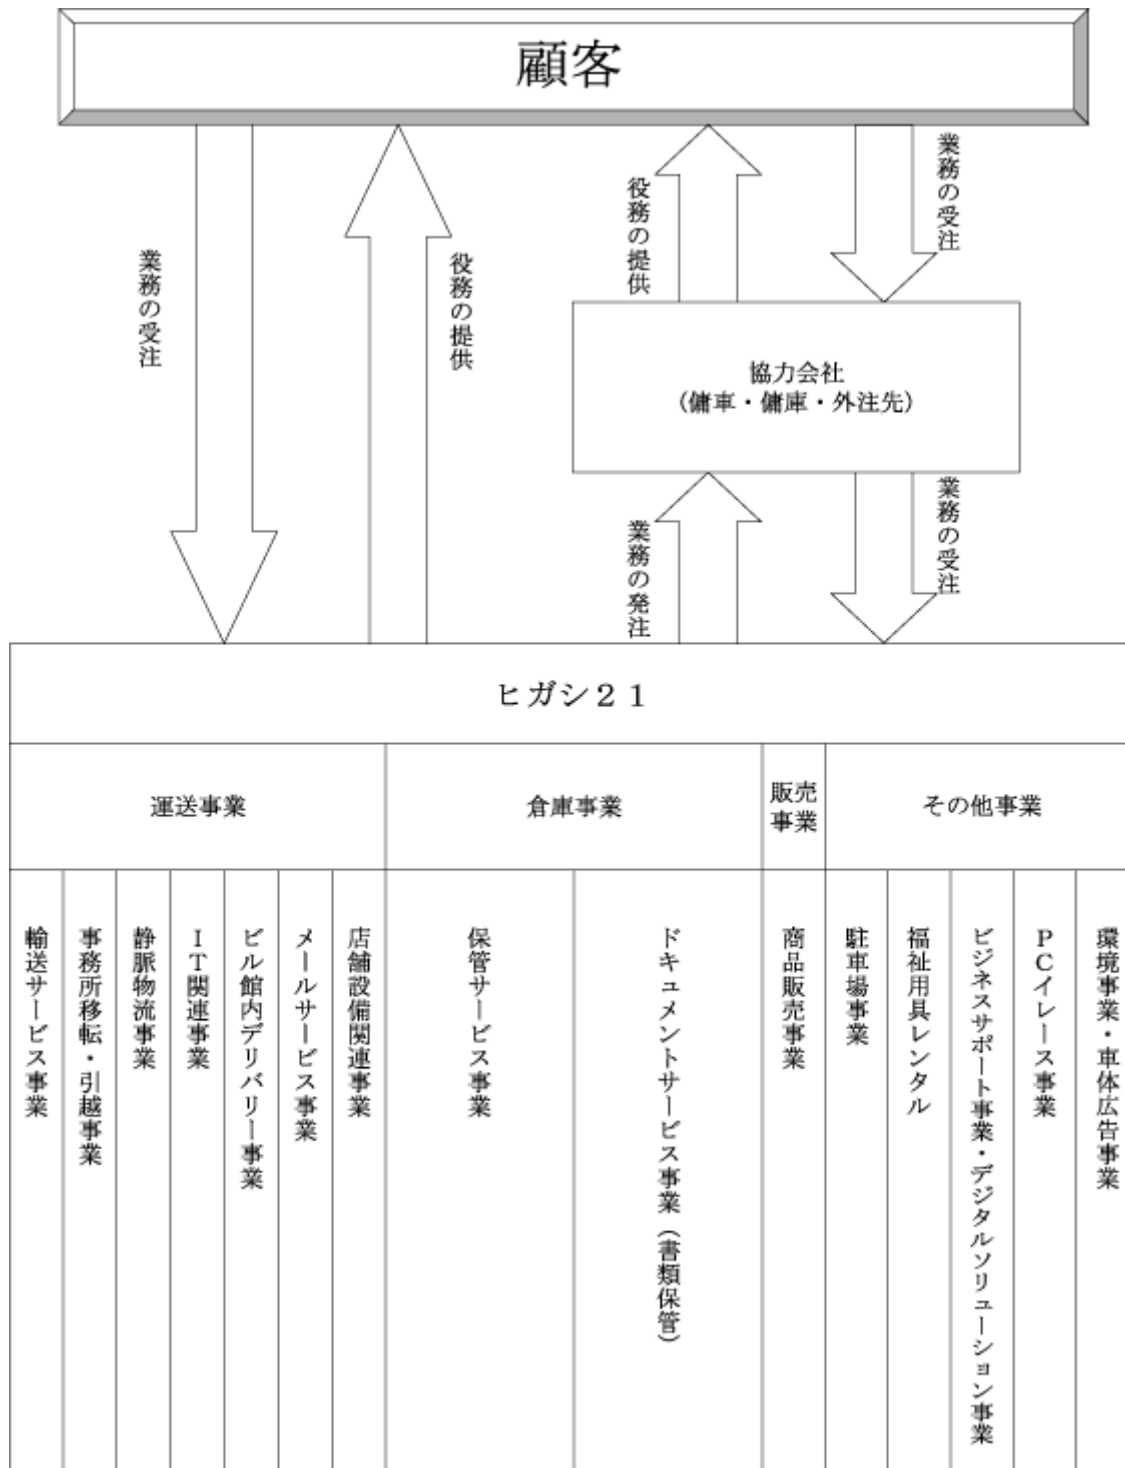 顧客
業務の受注
役務の提供
役務の提供
業務の受注
協力会社
(傭車・傭庫・外注先)
業務の発注
業務の受注
ヒガシ２１
運送事業
倉庫事業
販売
事業
その他事業
輸送サービス事業
事務所移転・引越事業
静脈物流事業
ＩＴ関連事業
ビル館内デリバリー事業
メールサービス事業
店舗設備関連事業
保管サービス事業
ドキュメントサービス事業（書類保管）
商品販売事業
駐車場事業
福祉用具レンタル
ビジネスサポート事業・デジタルソリューション事業
ＰＣイレース事業
環境事業・車体広告事業